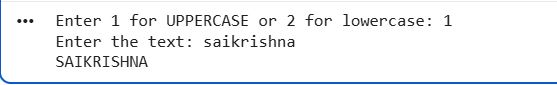 Enter 1 for UPPERCASE or 2 for lowercase: 1
Enter the text: saikrishna
SAIKRISHNA